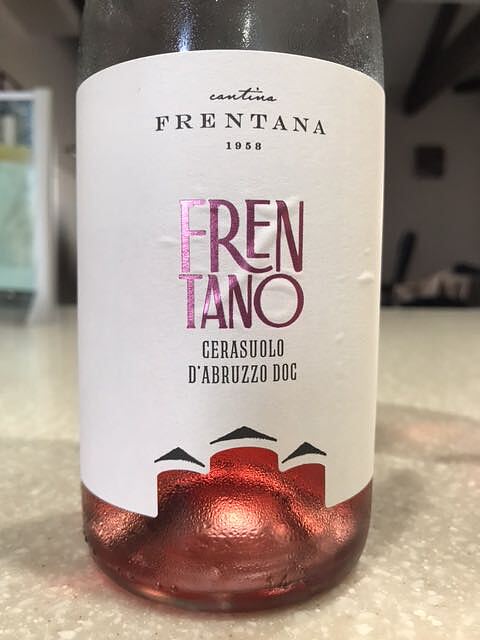 cantina
FRENTANA
1958
FREN
TANO
CERASUOLO
D'ABRUZZO DOC